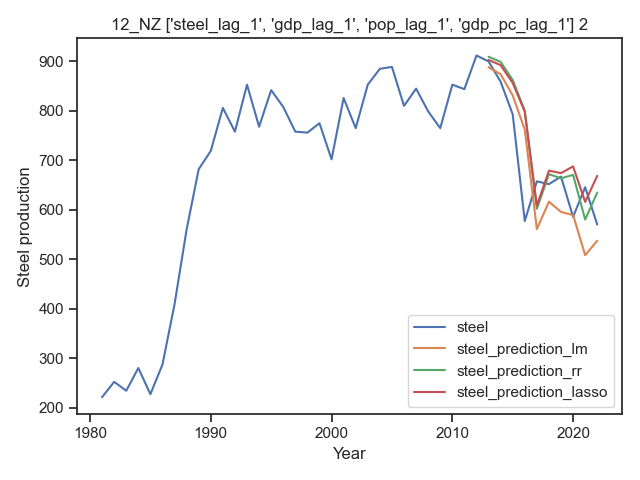 12_NZ ['steel_lag_1', 'gdp_lag_1', 'pop_lag_1', 'gdp_pc_lag_1'] 2
900
800
700
600
500
400
300
200
Steel production
1980
1990
2000
2010
2020
Year
steel
steel_prediction_lm
steel_prediction_rr
steel_prediction_lasso